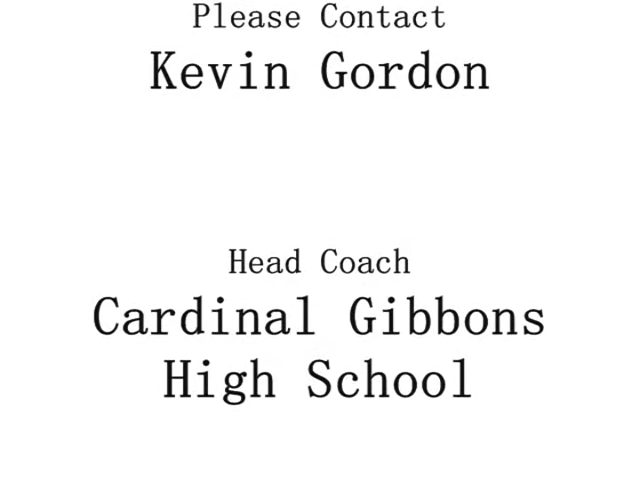 Please Contact
Kevin Gordon
Head Coach
Cardinal Gibbons
High School